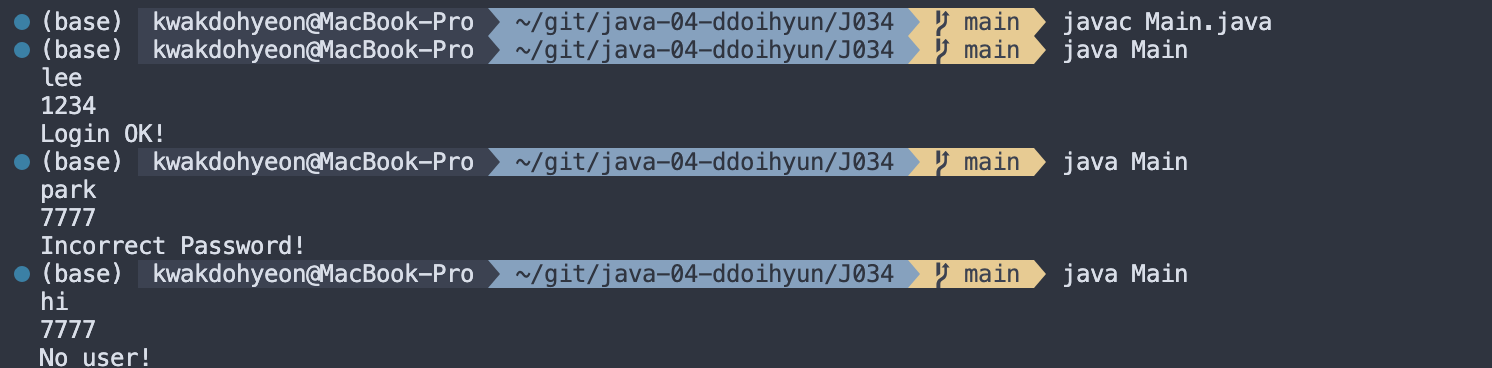 (base) kwakdohyeon@MacBook-Pro ~/git/java-04-ddoihyun/J034 main javac Main.java
(base) kwakdohyeon@MacBook-Pro ~/git/java-04-ddoihyun/J034 main java Main
lee
1234
Login OK!
(base) kwakdohyeon@MacBook-Pro ~/git/java-04-ddoihyun/J034 main java Main
park
7777
Incorrect Password!
(base) kwakdohyeon@MacBook-Pro ~/git/java-04-ddoihyun/J034 main java Main
hi
7777
No user!